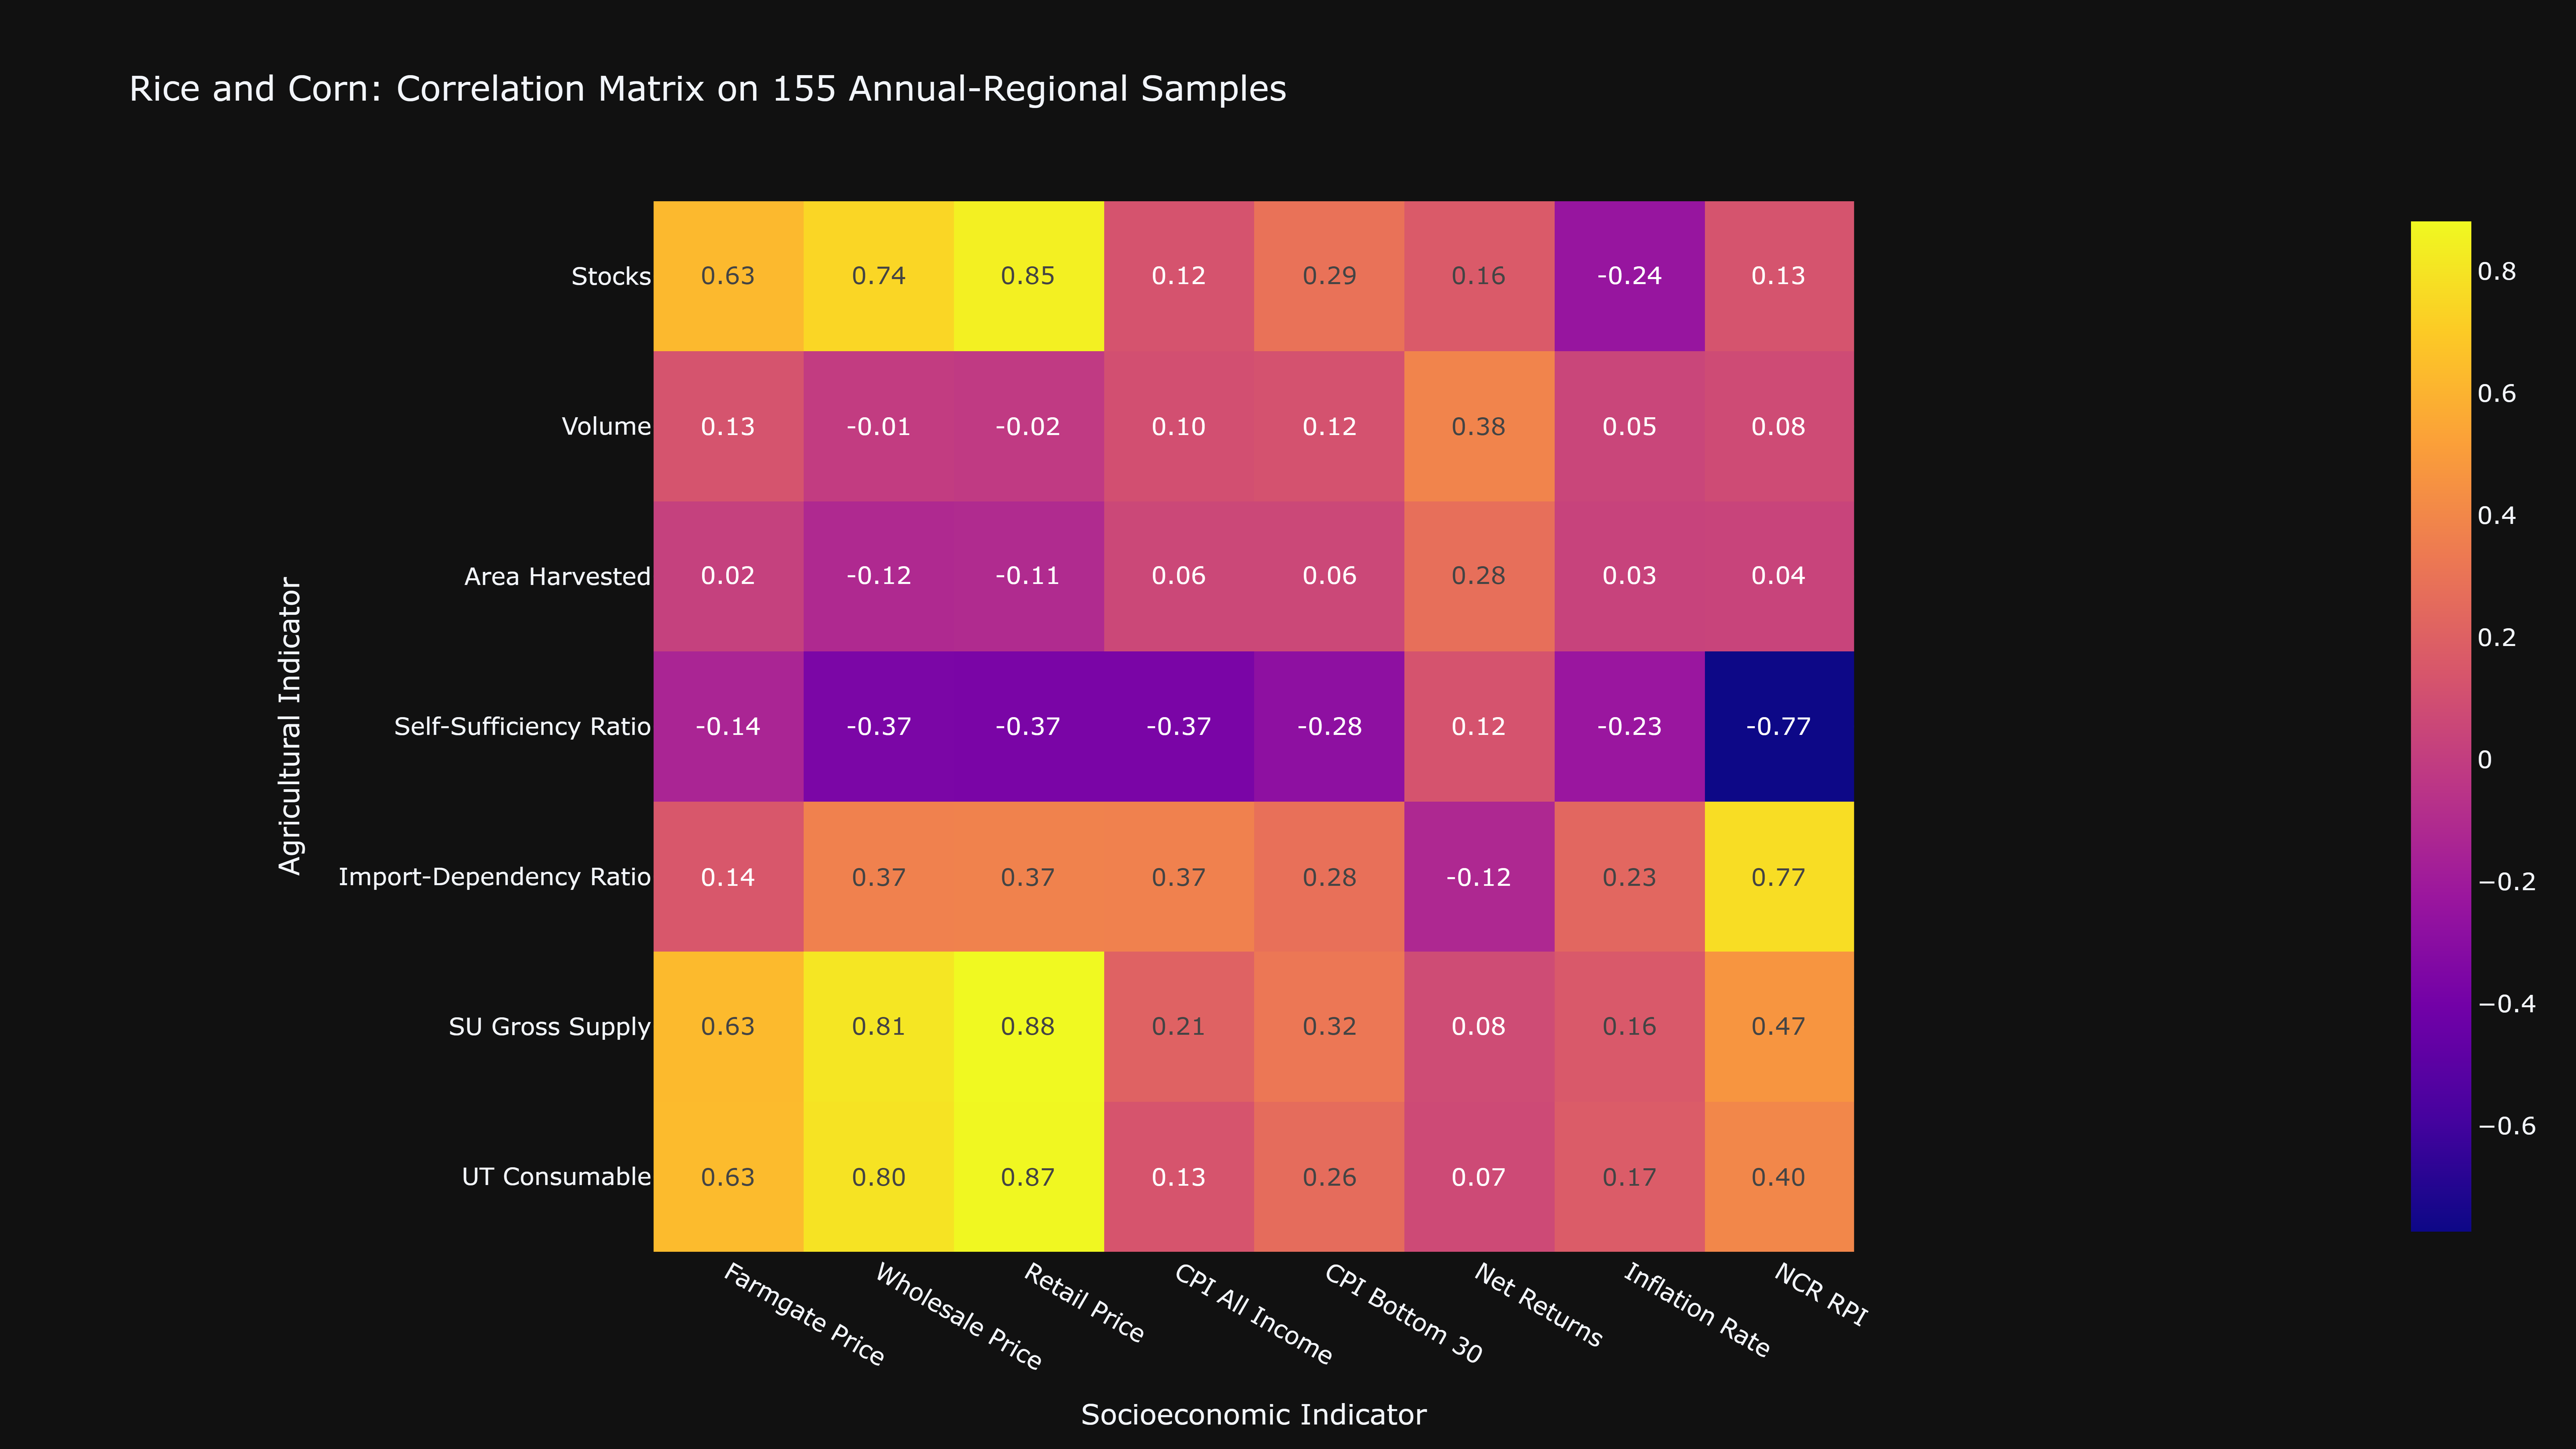 Rice and Corn: Correlation Matrix on 155 Annual-Regional Samples
Agricultural Indicator
Stocks 0.63 0.74 0.85 0.12 0.29 0.16 -0.24 0.13
Volume 0.13 -0.01 -0.02 0.10 0.12 0.38 0.05 0.08
Area Harvested 0.02 -0.12 -0.11 0.06 0.06 0.28 0.03 0.04
Self-Sufficiency Ratio -0.14 -0.37 -0.37 -0.37 -0.28 0.12 -0.23 -0.77
Import-Dependency Ratio 0.14 0.37 0.37 0.37 0.28 -0.12 0.23 0.77
SU Gross Supply 0.63 0.81 0.88 0.21 0.32 0.08 0.16 0.47
UT Consumable 0.63 0.80 0.87 0.13 0.26 0.07 0.17 0.40
Farmgate Price
Wholesale Price
Retail Price
CPI All Income
CPI Bottom 30
Net Returns
Inflation Rate
NCR RPI
Socioeconomic Indicator
0.8
0.6
0.4
0.2
0
−0.2
−0.4
−0.6